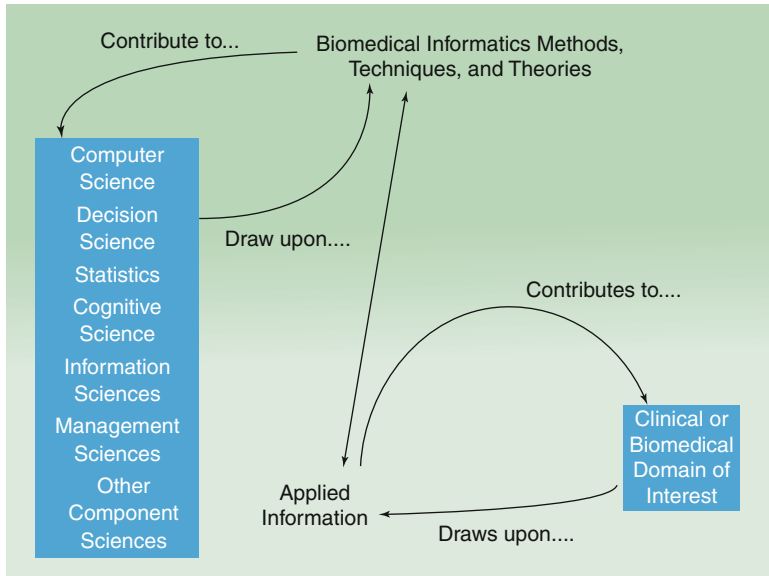 Contribute to...
Biomedical Informatics Methods,
Techniques, and Theories
Computer
Science
Decision
Science
Statistics
Cognitive
Science
Information
Sciences
Management
Sciences
Other
Component
Sciences
Draw upon....
Contributes to....
Clinical or
Biomedical
Domain of
Interest
Applied
Information
Draws upon....